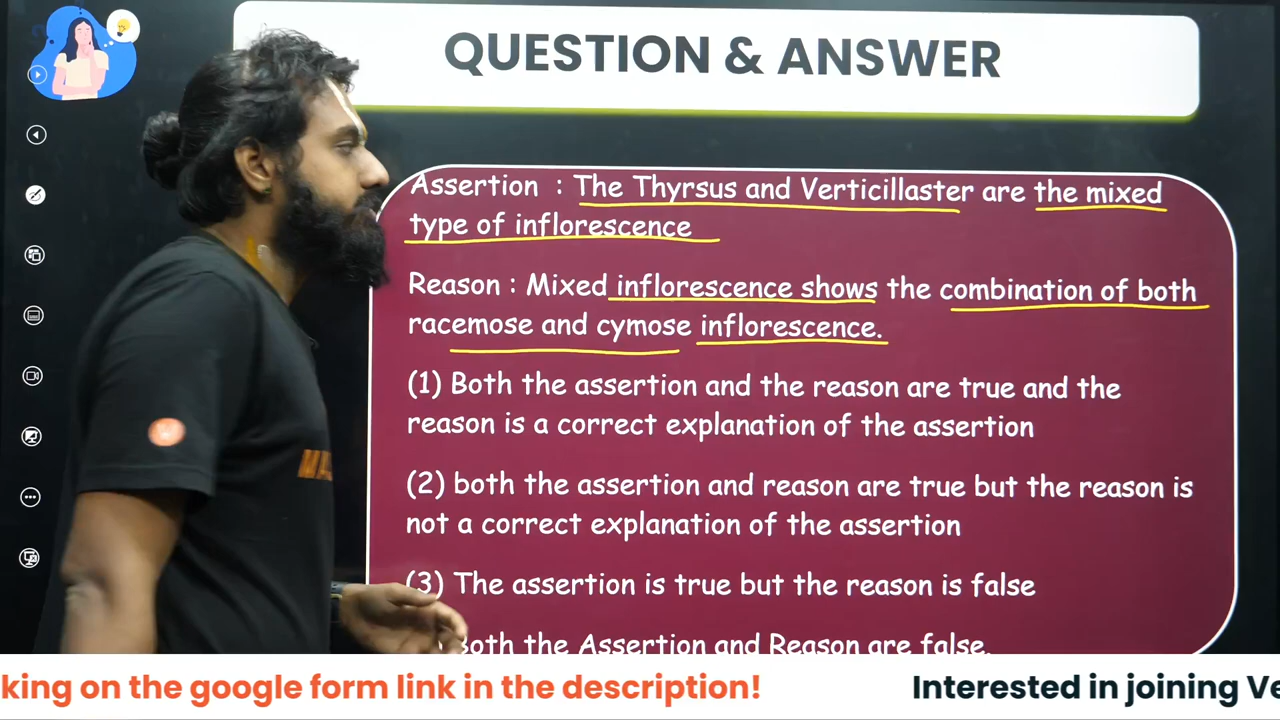 QUESTION & ANSWER
Assertion : The Thyrsus and Verticillaster are the mixed
type of inflorescence
Reason : Mixed inflorescence shows the combination of both
racemose and cymose inflorescence.
(1) Both the assertion and the reason are true and the
reason is a correct explanation of the assertion
(2) both the assertion and reason are true but the reason is
not a correct explanation of the assertion
(3) The assertion is true but the reason is false
Both the Assertion and Reason are false.
king on the google form link in the description!
Interested in joining Ve